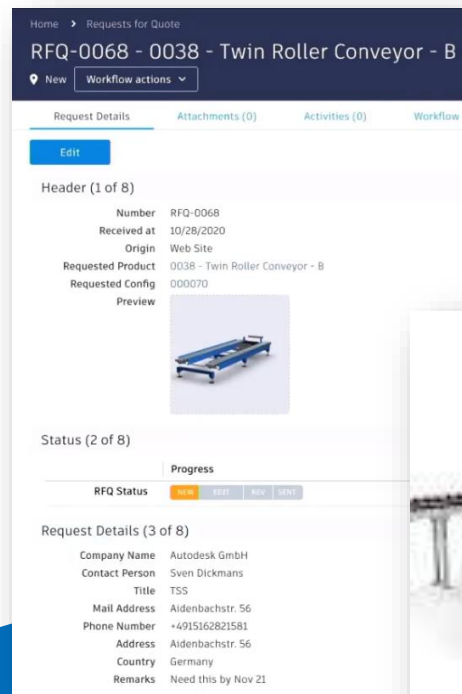 Home > Requests for Quote
RFQ-0068 - 0038 - Twin Roller Conveyor - B
New Workflow actions
Request Details Attachments (0) Activities (0) Workflow
Edit
Header (1 of 8)
Number RFQ-0068
Received at 10/28/2020
Origin Web Site
Requested Product 0038 - Twin Roller Conveyor - B
Requested Config 000070
Preview
Status (2 of 8)
Progress
RFQ Status NEW EDIT REV SENT
Request Details (3 of 8)
Company Name Autodesk GmbH
Contact Person Sven Dickmans
Title TSS
Mail Address Aidenbachstr. 56
Phone Number +4915162821581
Address Aidenbachstr. 56
Country Germany
Remarks Need this by Nov 21